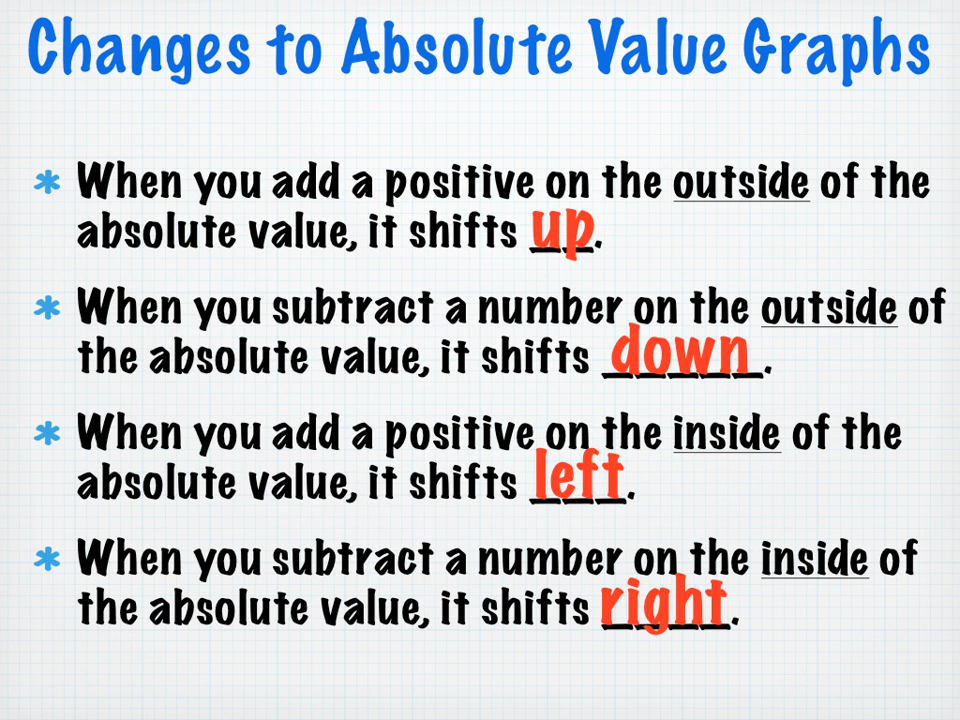 Changes to Absolute Value Graphs
* When you add a positive on the outside of the
absolute value, it shifts up.
* When you subtract a number on the outside of
the absolute value, it shifts down.
* When you add a positive on the inside of the
absolute value, it shifts left.
* When you subtract a number on the inside of
the absolute value, it shifts right.